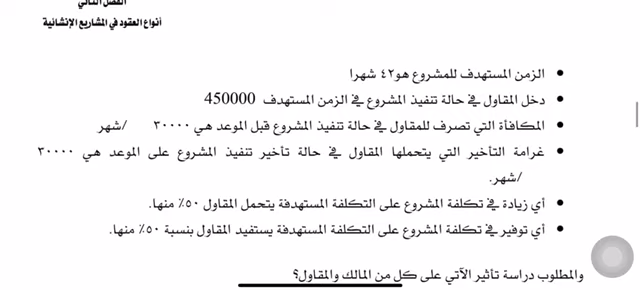 الفصل الثاني
أنواع العقود في المشاريع الإنشائية
• الزمن المستهدف للمشروع هو٤٢ شهرا
• دخل المقاول في حالة تنفيذ المشروع في الزمن المستهدف 450000
• المكافأة التي تصرف للمقاول في حالة تنفيذ المشروع قبل الموعد هي ٣٠٠٠٠ /شهر
• غرامة التأخير التي يتحملها المقاول في حالة تأخير تنفيذ المشروع على الموعد هي ٣٠٠٠٠
/شهر.
• أي زيادة في تكلفة المشروع على التكلفة المستهدفة يتحمل المقاول ٥٠٪ منها.
• أي توفير في تكلفة المشروع على التكلفة المستهدفة يستفيد المقاول بنسبة ٥٠٪ منها.
والمطلوب دراسة تأثير الآتي على كل من المالك والمقاول؟